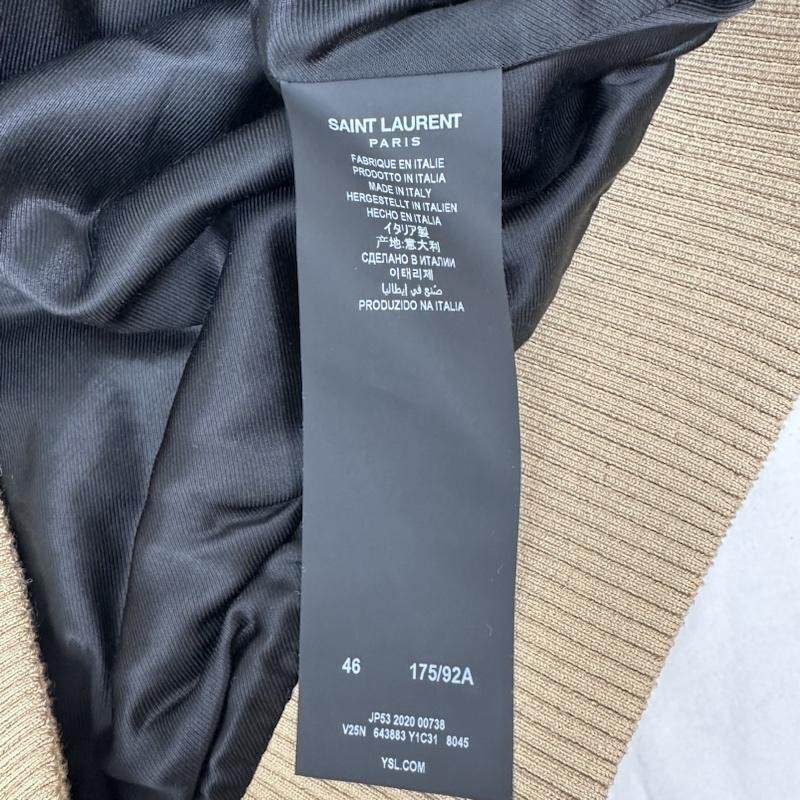 SAINT LAURENT
PARIS
FABRIQUE EN ITALIE
PRODOTTO IN ITALIA
MADE IN ITALY
HERGESTELLT IN ITALIEN
HECHO EN ITALIA
イタリア製
产地:意大利
СДЕЛАНО В ИТАЛИИ
이태리제
صُنع في إيطاليا
PRODUZIDO NA ITALIA
46 175/92A
JP53 2020 00738
V25N 643883 Y1C31 8045
YSL.COM